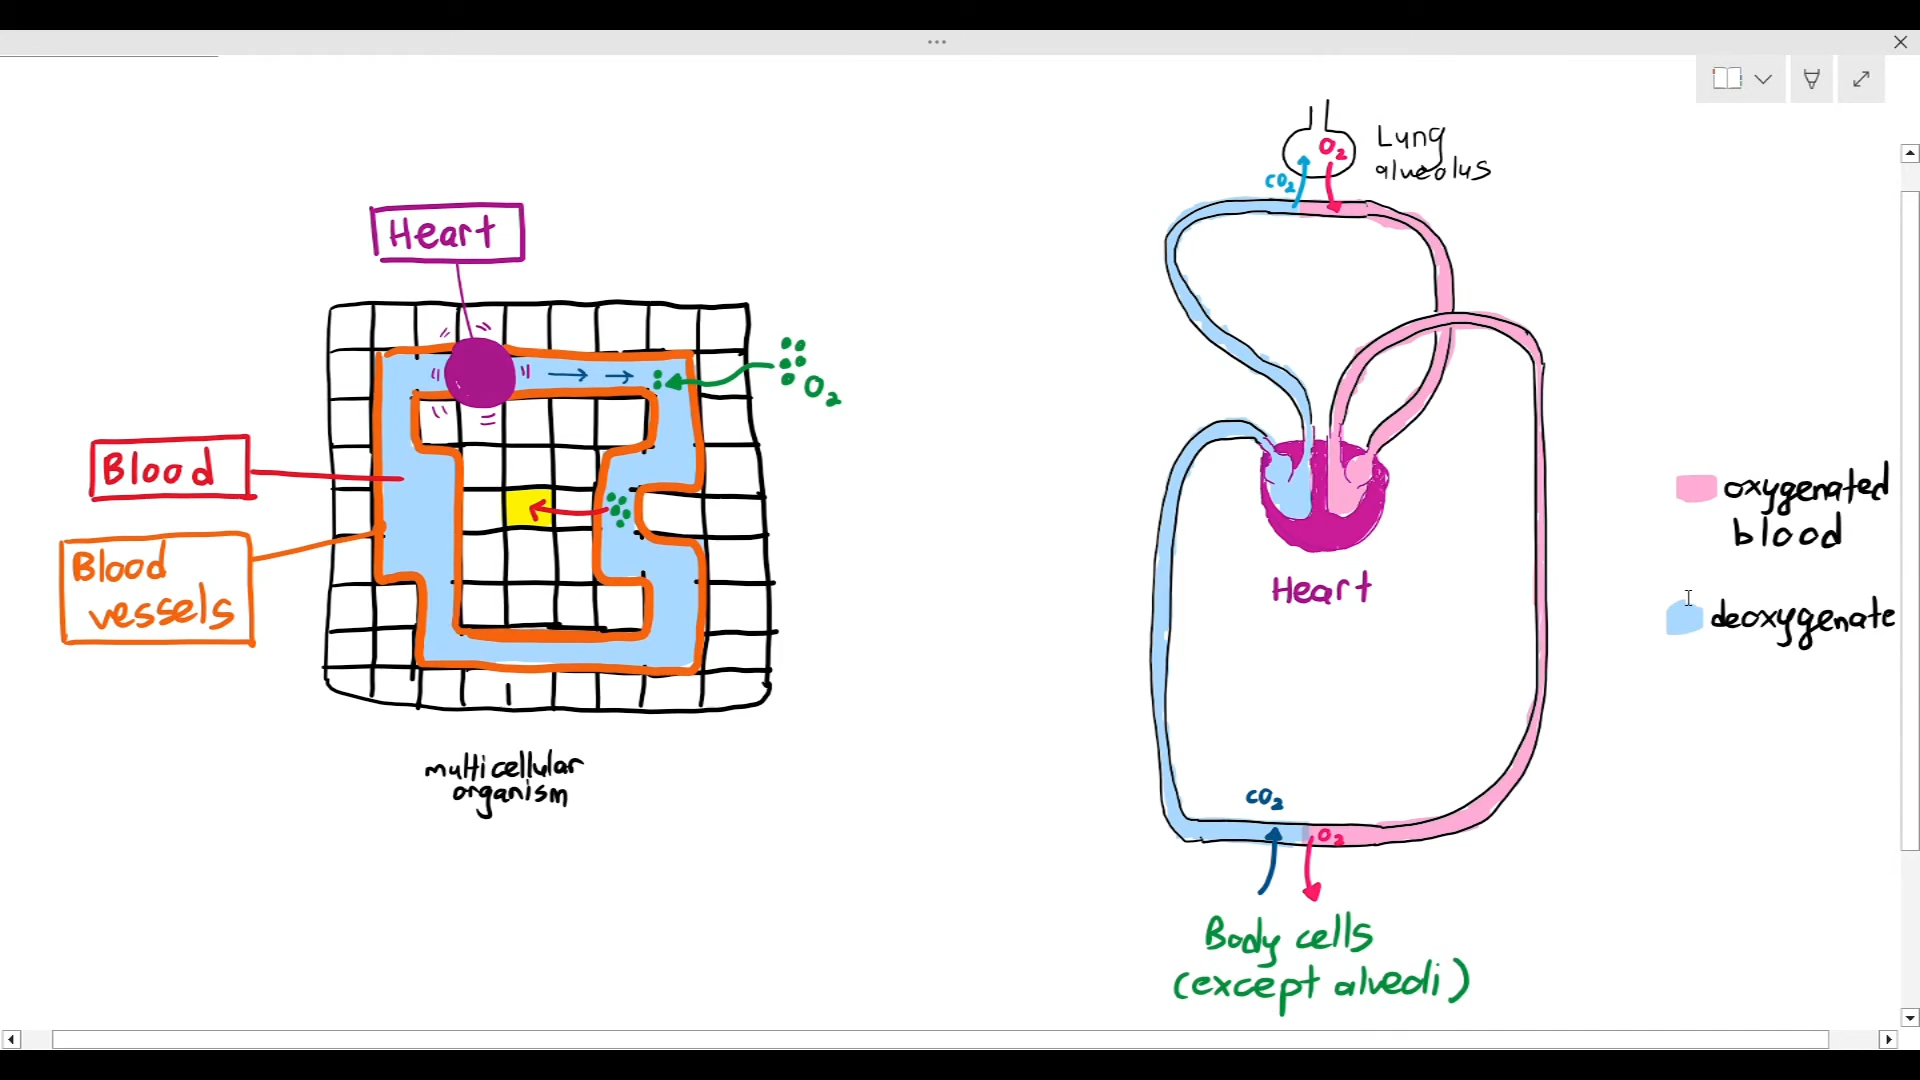 Heart
Blood
Blood
vessels
O2
multicellular
organism
Lung
alveolus
O2
CO2
Heart
oxygenated
blood
deoxygenate
CO2
O2
Body cells
(except alveoli)